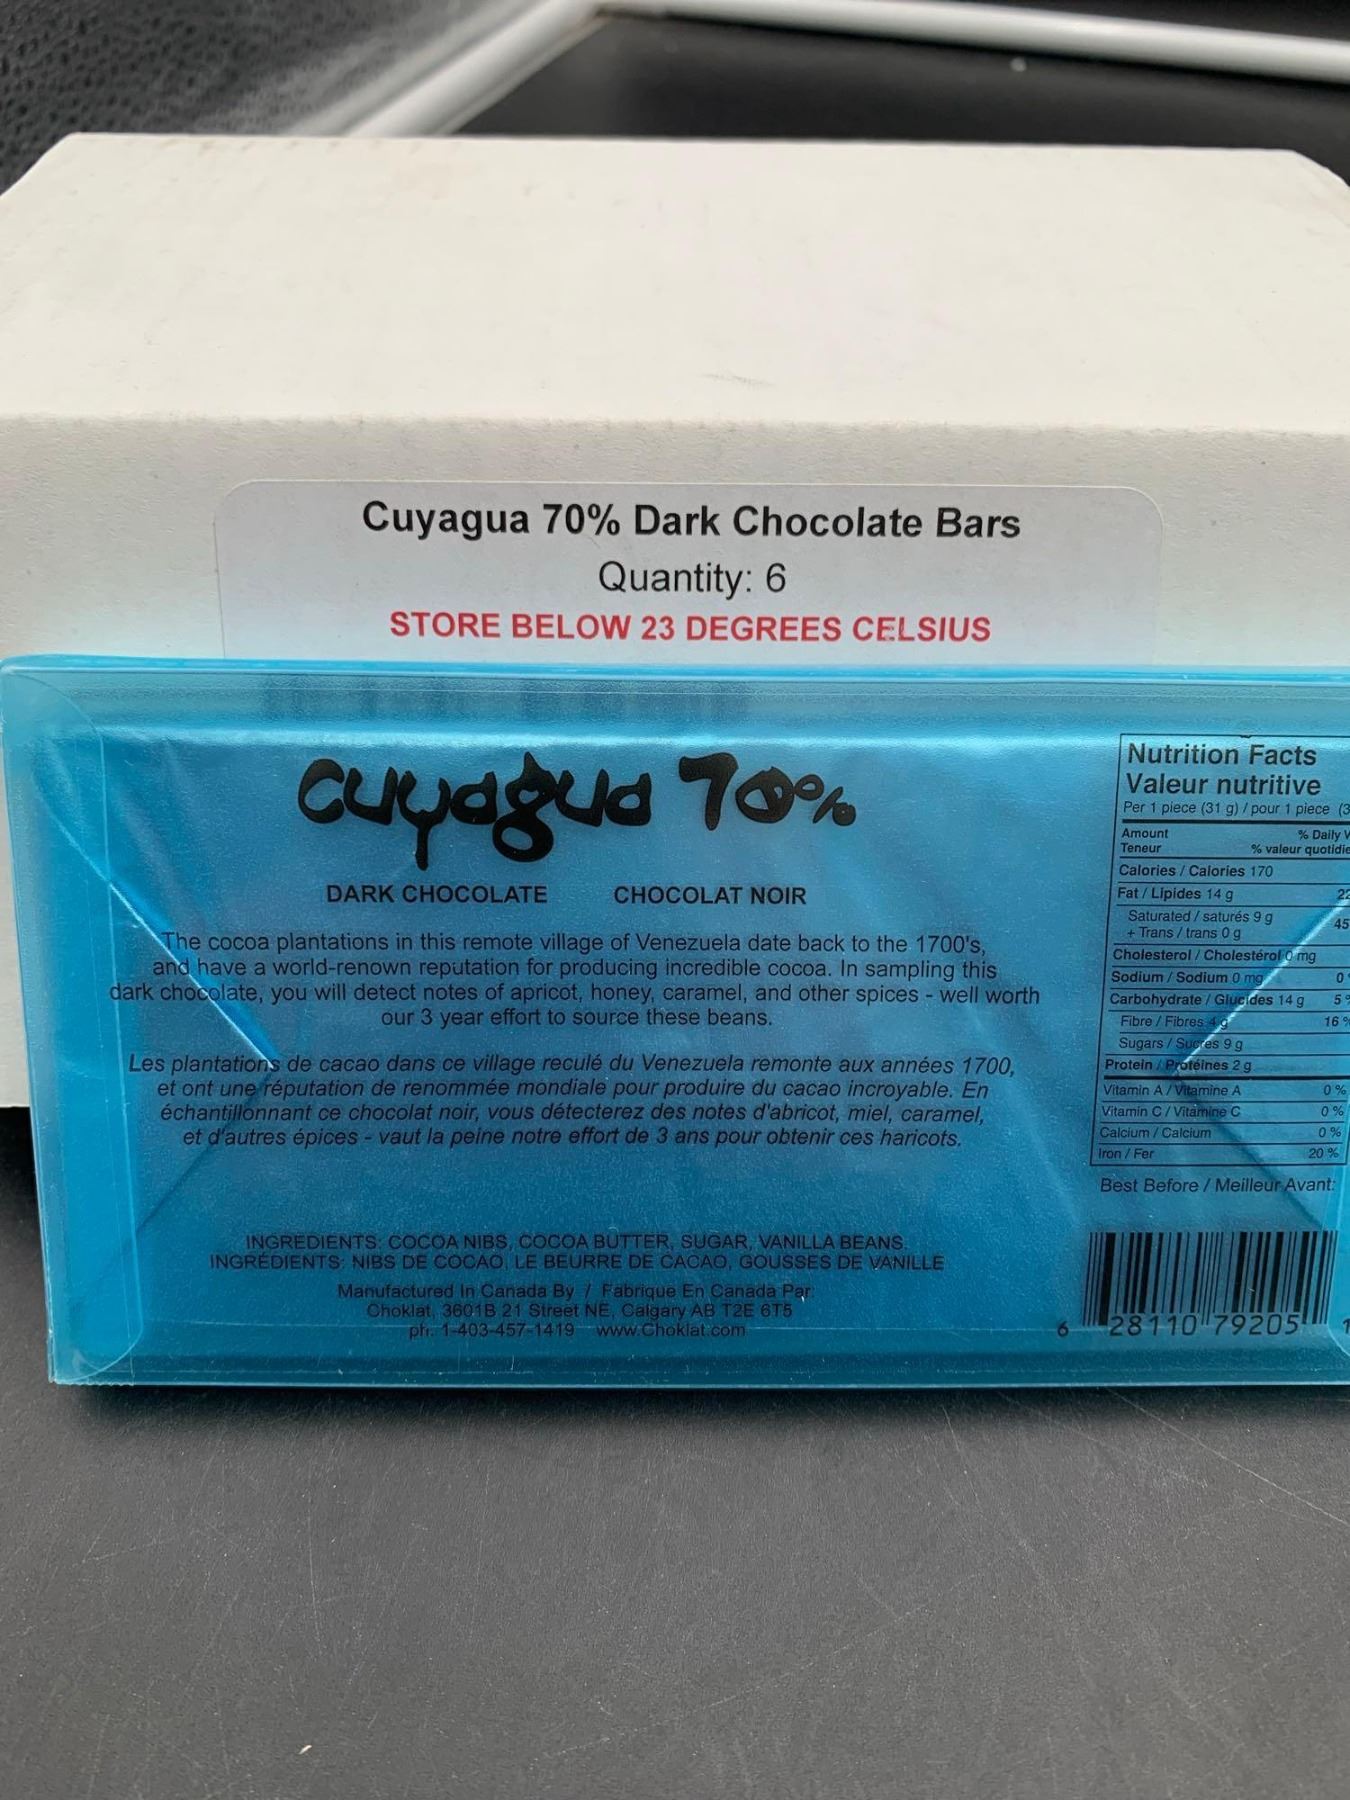 Cuyagua 70% Dark Chocolate Bars
Quantity: 6
STORE BELOW 23 DEGREES CELSIUS
cuyagua 70%
DARK CHOCOLATE CHOCOLAT NOIR
The cocoa plantations in this remote village of Venezuela date back to the 1700's,
and have a world-renown reputation for producing incredible cocoa. In sampling this
dark chocolate, you will detect notes of apricot, honey, caramel, and other spices - well worth
our 3 year effort to source these beans.
Les plantations de cacao dans ce village reculé du Venezuela remonte aux années 1700,
et ont une réputation de renommée mondiale pour produire du cacao incroyable. En
échantillonnant ce chocolat noir, vous détecterez des notes d'abricot, miel, caramel,
et d'autres épices - vaut la peine notre effort de 3 ans pour obtenir ces haricots.
INGREDIENTS: COCOA NIBS, COCOA BUTTER, SUGAR, VANILLA BEANS.
INGRÉDIENTS: NIBS DE COCAO, LE BEURRE DE CACAO, GOUSSES DE VANILLE
Manufactured In Canada By / Fabrique En Canada Par:
Choklat, 3601B 21 Street NE, Calgary AB T2E 6T5
ph. 1-403-457-1419 www.Choklat.com
Nutrition Facts
Valeur nutritive
Per 1 piece (31 g) / pour 1 piece (3
Amount % Daily V
Teneur % valeur quotidie
Calories / Calories 170
Fat / Lipides 14 g 22
Saturated / saturés 9 g
+ Trans / trans 0 g 45
Cholesterol / Cholestérol 0 mg
Sodium / Sodium 0 mg 0
Carbohydrate / Glucides 14 g 5
Fibre / Fibres 4 g 16 %
Sugars / Sucres 9 g
Protein / Protéines 2 g
Vitamin A / Vitamine A 0 %
Vitamin C / Vitamine C 0 %
Calcium / Calcium 0 %
Iron / Fer 20 %
Best Before / Meilleur Avant:
6 28110 79205 1